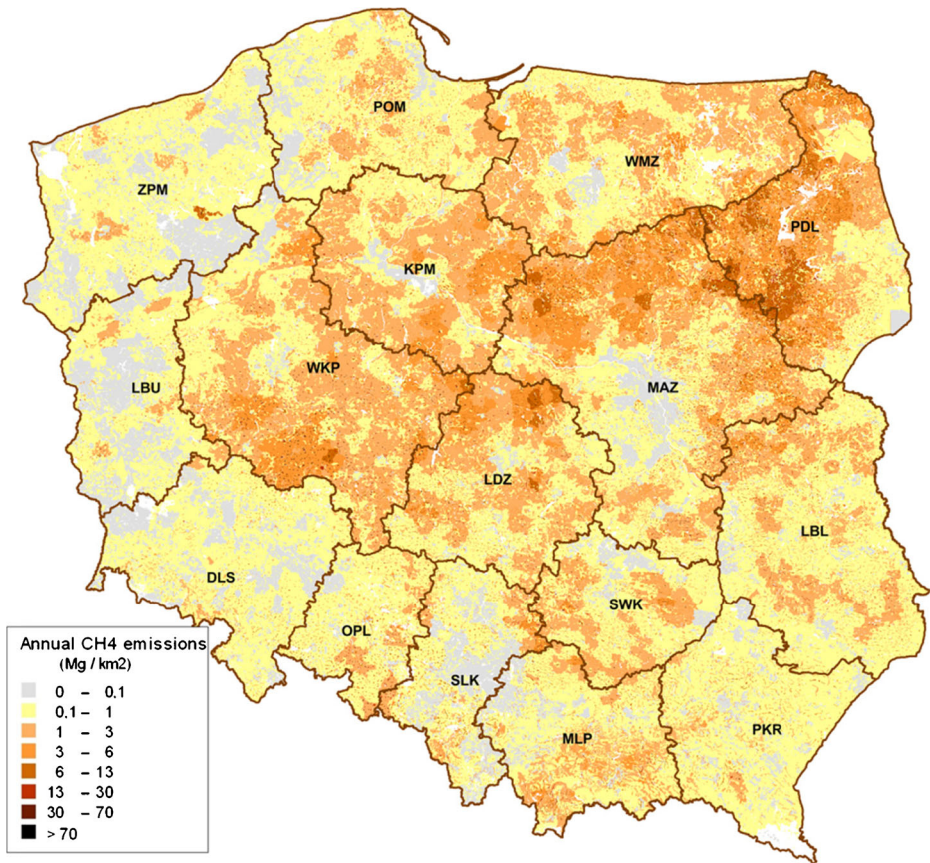 POM
WMZ
ZPM
PDL
KPM
WKP
LBU
MAZ
LDZ
LBL
DLS
SWK
OPL
SLK
PKR
MLP
Annual CH4 emissions
(Mg / km2)
0 – 0.1
0.1 – 1
1 – 3
3 – 6
6 – 13
13 – 30
30 – 70
> 70